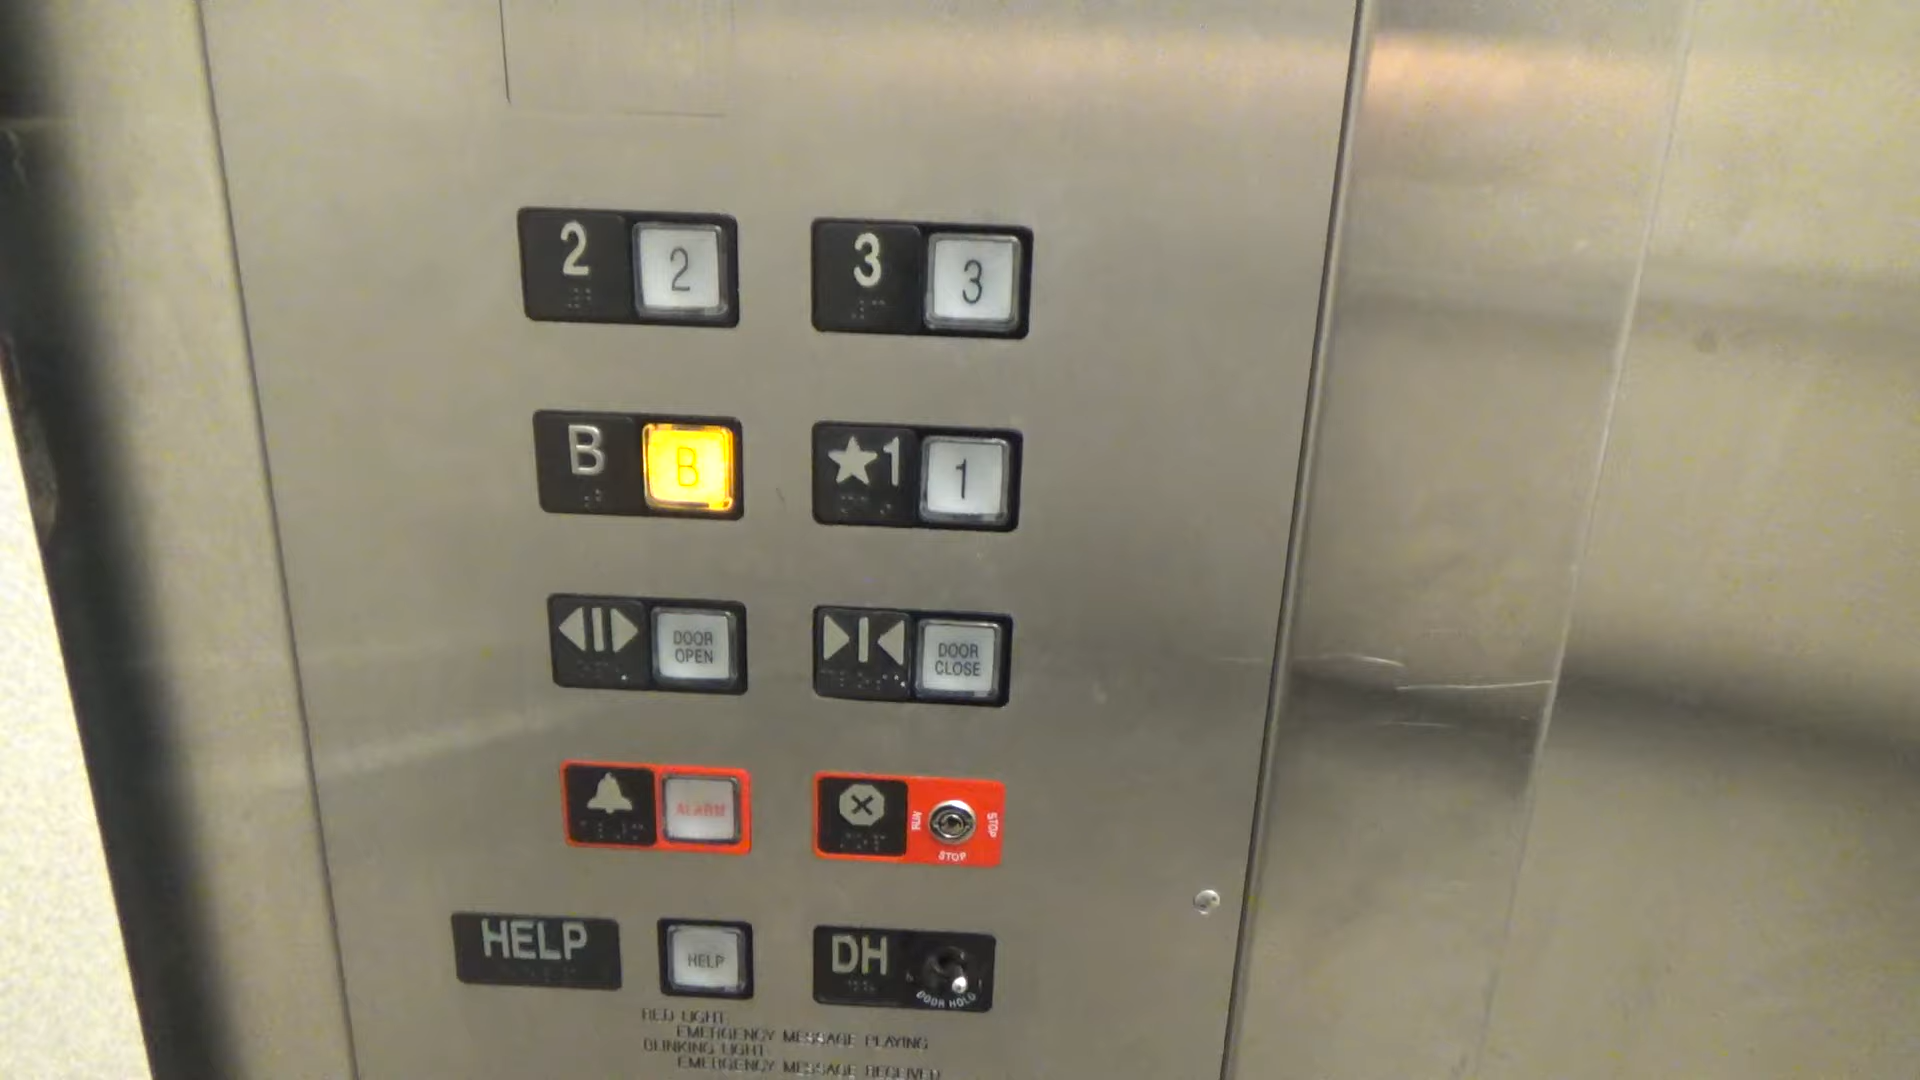 2 2 3 3
B B ★1 1
DOOR OPEN DOOR CLOSE
ALARM RUN STOP STOP
HELP HELP DH DOOR HOLD
RED LIGHT:
EMERGENCY MESSAGE PLAYING
BLINKING LIGHT:
EMERGENCY MESSAGE RECEIVED